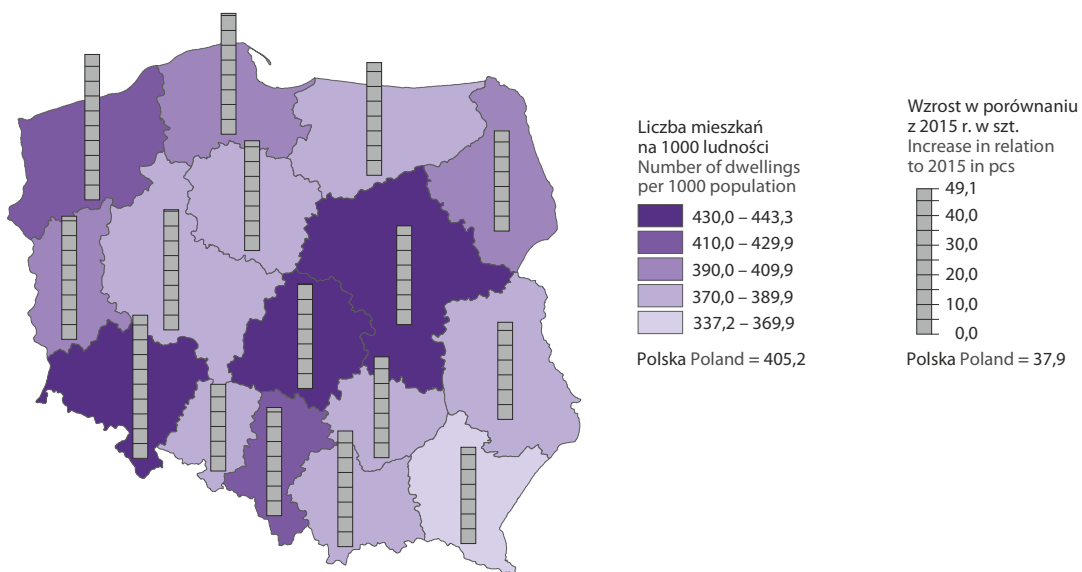 Liczba mieszkań
na 1000 ludności
Number of dwellings
per 1000 population
430,0 – 443,3
410,0 – 429,9
390,0 – 409,9
370,0 – 389,9
337,2 – 369,9
Polska Poland = 405,2
Wzrost w porównaniu
z 2015 r. w szt.
Increase in relation
to 2015 in pcs
49,1
40,0
30,0
20,0
10,0
0,0
Polska Poland = 37,9